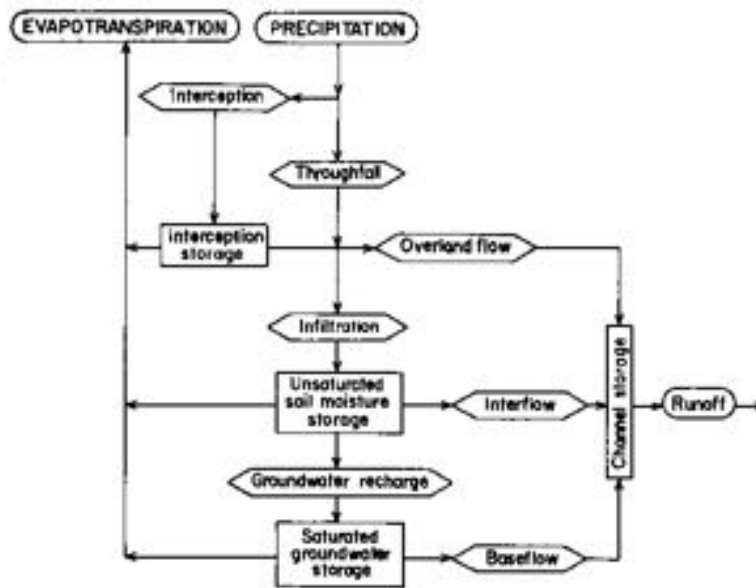 EVAPOTRANSPIRATION
PRECIPITATION
Interception
Throughfall
interception
storage
Overland flow
Infiltration
Unsaturated
soil moisture
storage
Interflow
Channel storage
Runoff
Groundwater recharge
Saturated
groundwater
storage
Baseflow